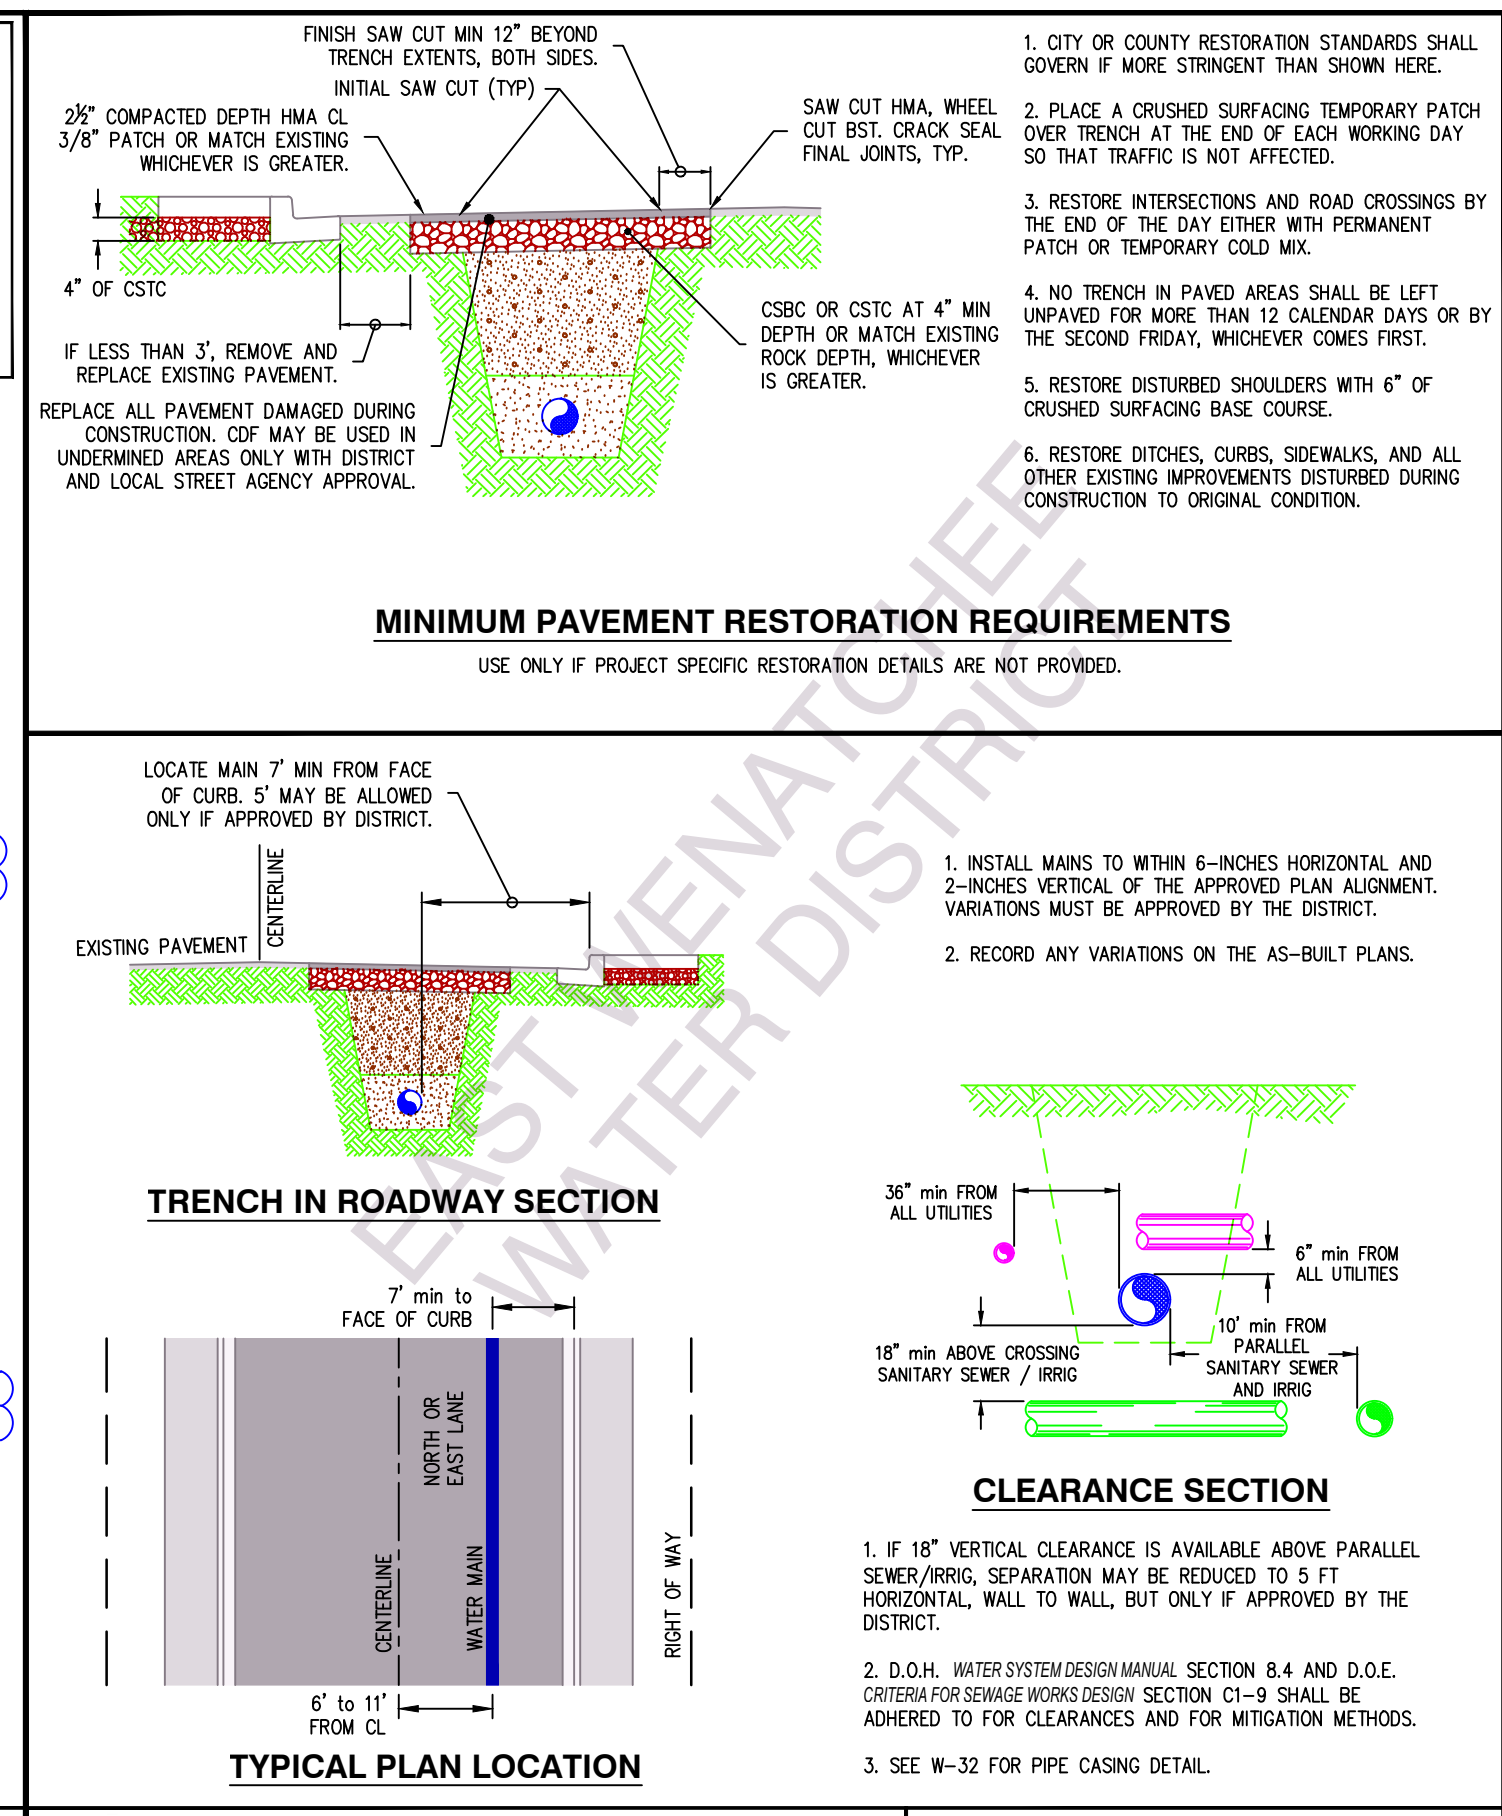 FINISH SAW CUT MIN 12" BEYOND
TRENCH EXTENTS, BOTH SIDES.
INITIAL SAW CUT (TYP)
2½" COMPACTED DEPTH HMA CL
3/8" PATCH OR MATCH EXISTING
WHICHEVER IS GREATER.
SAW CUT HMA, WHEEL
CUT BST. CRACK SEAL
FINAL JOINTS, TYP.
4" OF CSTC
IF LESS THAN 3', REMOVE AND
REPLACE EXISTING PAVEMENT.
REPLACE ALL PAVEMENT DAMAGED DURING
CONSTRUCTION. CDF MAY BE USED IN
UNDERMINED AREAS ONLY WITH DISTRICT
AND LOCAL STREET AGENCY APPROVAL.
CSBC OR CSTC AT 4" MIN
DEPTH OR MATCH EXISTING
ROCK DEPTH, WHICHEVER
IS GREATER.
1. CITY OR COUNTY RESTORATION STANDARDS SHALL
GOVERN IF MORE STRINGENT THAN SHOWN HERE.
2. PLACE A CRUSHED SURFACING TEMPORARY PATCH
OVER TRENCH AT THE END OF EACH WORKING DAY
SO THAT TRAFFIC IS NOT AFFECTED.
3. RESTORE INTERSECTIONS AND ROAD CROSSINGS BY
THE END OF THE DAY EITHER WITH PERMANENT
PATCH OR TEMPORARY COLD MIX.
4. NO TRENCH IN PAVED AREAS SHALL BE LEFT
UNPAVED FOR MORE THAN 12 CALENDAR DAYS OR BY
THE SECOND FRIDAY, WHICHEVER COMES FIRST.
5. RESTORE DISTURBED SHOULDERS WITH 6" OF
CRUSHED SURFACING BASE COURSE.
6. RESTORE DITCHES, CURBS, SIDEWALKS, AND ALL
OTHER EXISTING IMPROVEMENTS DISTURBED DURING
CONSTRUCTION TO ORIGINAL CONDITION.
MINIMUM PAVEMENT RESTORATION REQUIREMENTS
USE ONLY IF PROJECT SPECIFIC RESTORATION DETAILS ARE NOT PROVIDED.
EAST WENATCHEE
WATER DISTRICT
LOCATE MAIN 7' MIN FROM FACE
OF CURB. 5' MAY BE ALLOWED
ONLY IF APPROVED BY DISTRICT.
CENTERLINE
EXISTING PAVEMENT
TRENCH IN ROADWAY SECTION
1. INSTALL MAINS TO WITHIN 6-INCHES HORIZONTAL AND
2-INCHES VERTICAL OF THE APPROVED PLAN ALIGNMENT.
VARIATIONS MUST BE APPROVED BY THE DISTRICT.
2. RECORD ANY VARIATIONS ON THE AS-BUILT PLANS.
36" min FROM
ALL UTILITIES
6" min FROM
ALL UTILITIES
18" min ABOVE CROSSING
SANITARY SEWER / IRRIG
10' min FROM
PARALLEL
SANITARY SEWER
AND IRRIG
CLEARANCE SECTION
1. IF 18" VERTICAL CLEARANCE IS AVAILABLE ABOVE PARALLEL
SEWER/IRRIG, SEPARATION MAY BE REDUCED TO 5 FT
HORIZONTAL, WALL TO WALL, BUT ONLY IF APPROVED BY THE
DISTRICT.
2. D.O.H. WATER SYSTEM DESIGN MANUAL SECTION 8.4 AND D.O.E.
CRITERIA FOR SEWAGE WORKS DESIGN SECTION C1-9 SHALL BE
ADHERED TO FOR CLEARANCES AND FOR MITIGATION METHODS.
3. SEE W-32 FOR PIPE CASING DETAIL.
7' min to
FACE OF CURB
NORTH OR
EAST LANE
CENTERLINE
WATER MAIN
RIGHT OF WAY
6' to 11'
FROM CL
TYPICAL PLAN LOCATION